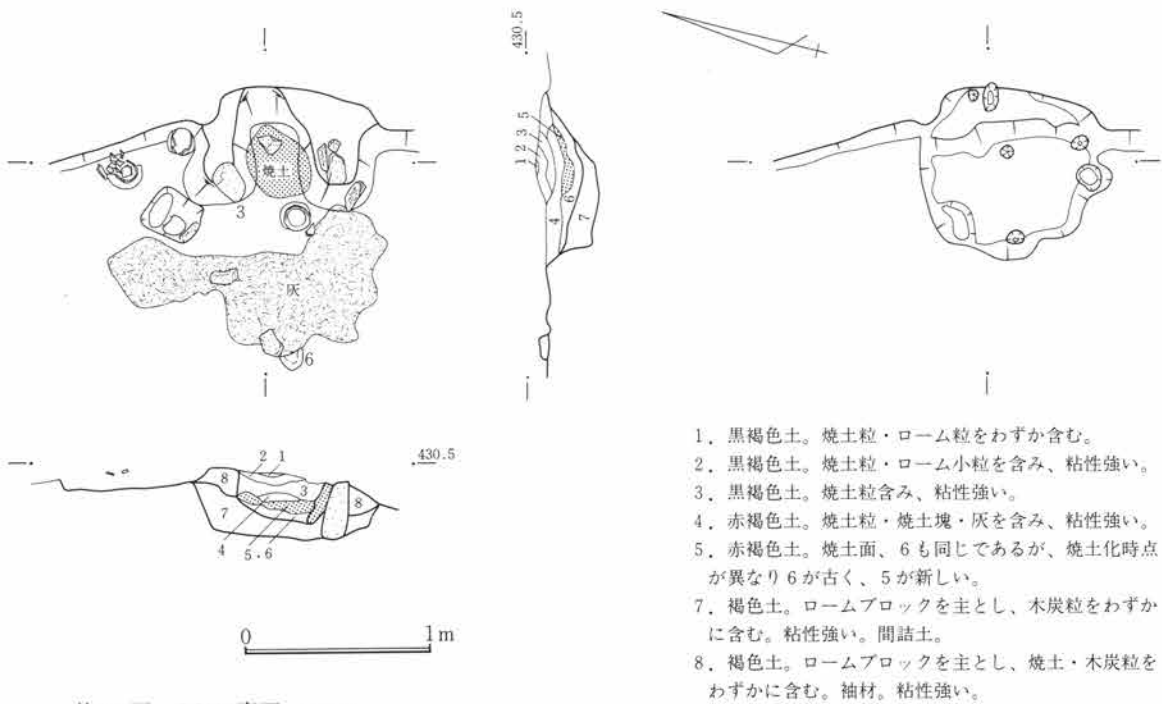 430.5
焼土
3
灰
6
1 2 3 5
4
6
7
2 1
430.5
8
3
7
8
4
5.6
0
1m
1．黒褐色土。焼土粒・ローム粒をわずか含む。
2．黒褐色土。焼土粒・ローム小粒を含み、粘性強い。
3．黒褐色土。焼土粒含み、粘性強い。
4．赤褐色土。焼土粒・焼土塊・灰を含み、粘性強い。
5．赤褐色土。焼土面、6も同じであるが、焼土化時点
が異なり6が古く、5が新しい。
7．褐色土。ロームブロックを主とし、木炭粒をわずか
に含む。粘性強い。間詰土。
8．褐色土。ロームブロックを主とし、焼土・木炭粒を
わずかに含む。袖材。粘性強い。